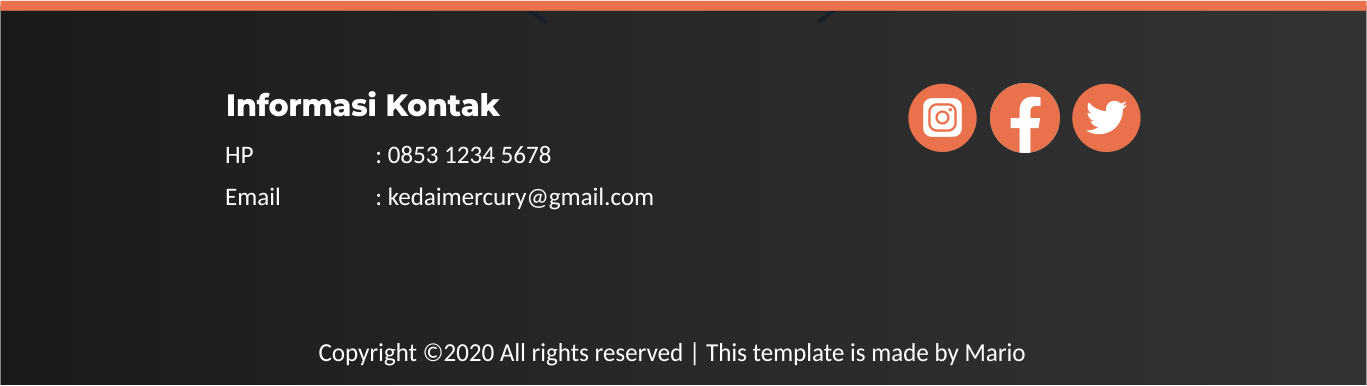 Informasi Kontak
HP : 0853 1234 5678
Email : kedaimercury@gmail.com
Copyright ©2020 All rights reserved | This template is made by Mario